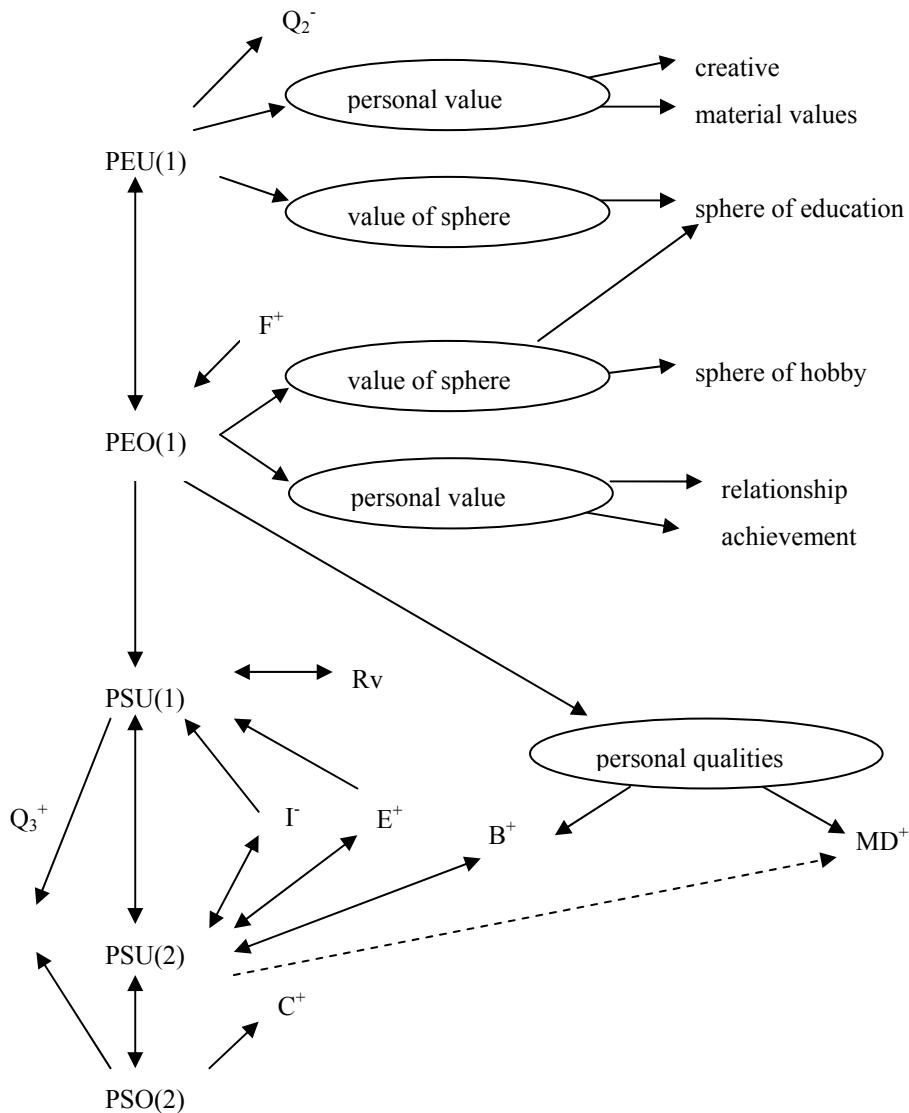 Q₂⁻
creative
personal value
material values
PEU(1)
sphere of education
value of sphere
F⁺
value of sphere
sphere of hobby
PEO(1)
personal value
relationship
achievement
Rv
PSU(1)
personal qualities
Q₃⁺
I⁻
E⁺
B⁺
MD⁺
PSU(2)
C⁺
PSO(2)